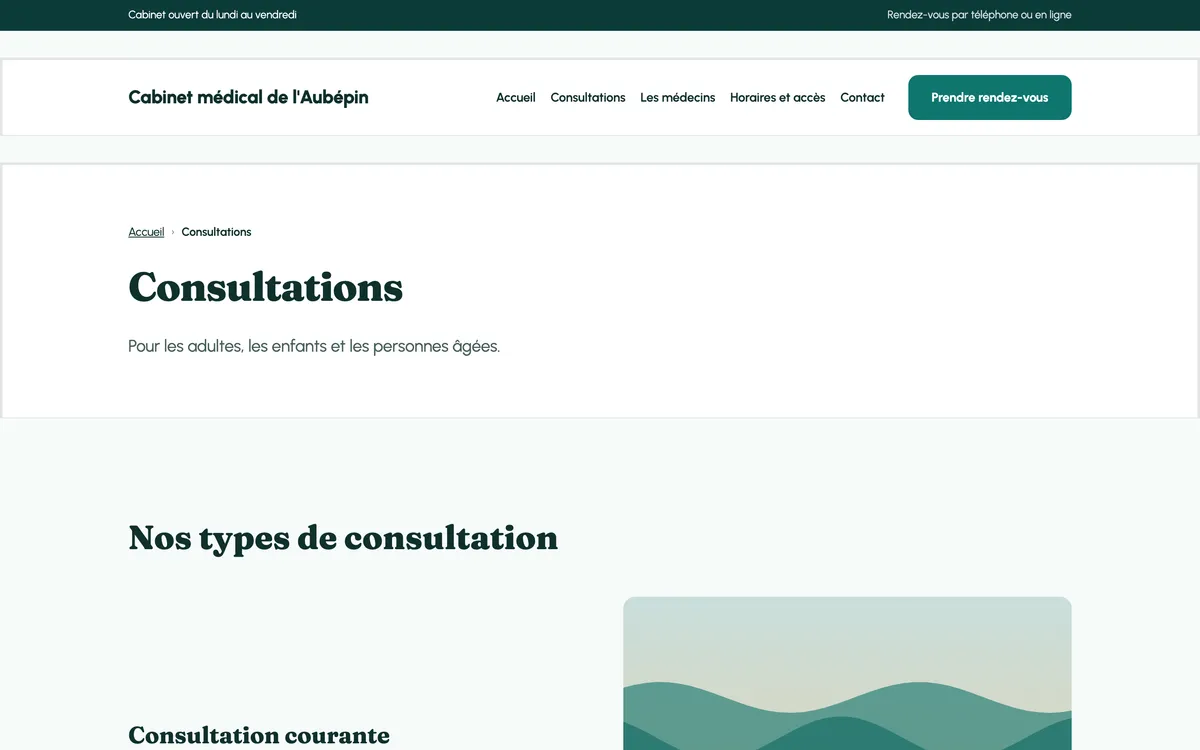 Cabinet ouvert du lundi au vendredi
Rendez-vous par téléphone ou en ligne
Cabinet médical de l'Aubépin
Accueil
Consultations
Les médecins
Horaires et accès
Contact
Prendre rendez-vous
Accueil › Consultations
Consultations
Pour les adultes, les enfants et les personnes âgées.
Nos types de consultation
Consultation courante